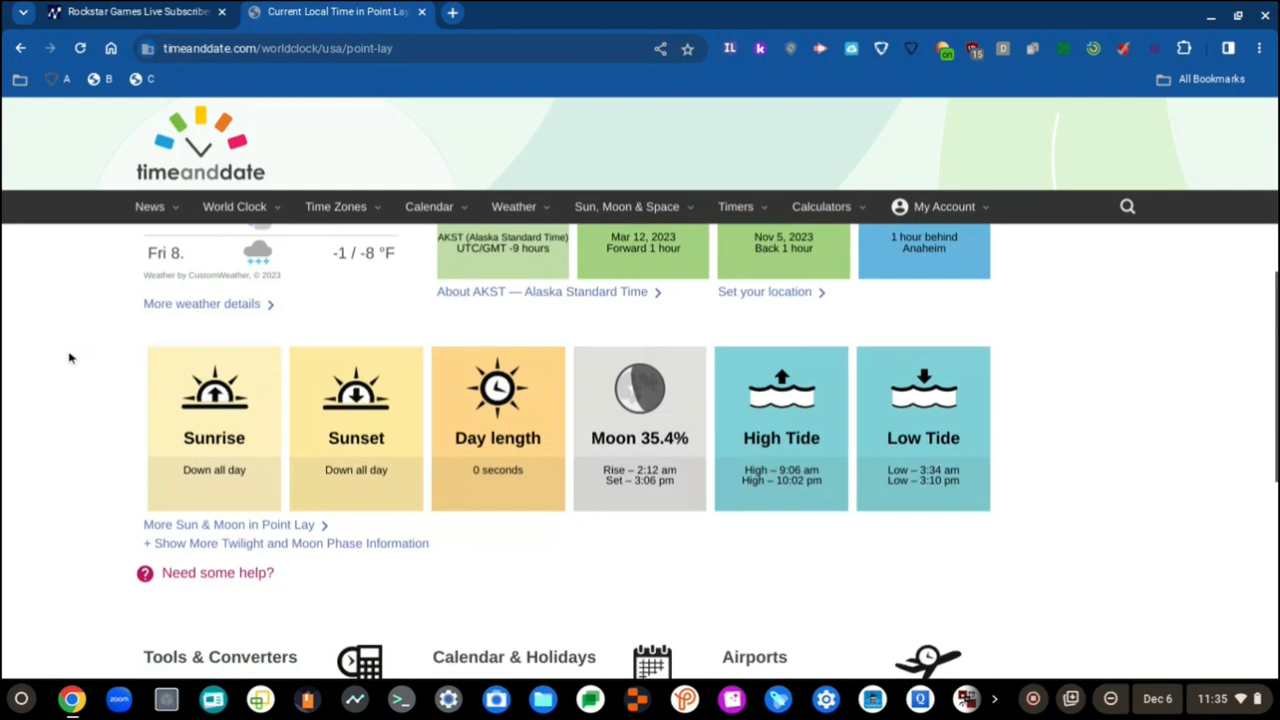 Rockstar Games Live Subscribe
Current Local Time in Point Lay,
timeanddate.com/worldclock/usa/point-lay
IL
k
on
15
D
A
B
C
All Bookmarks
timeanddate
News
World Clock
Time Zones
Calendar
Weather
Sun, Moon & Space
Timers
Calculators
My Account
Fri 8.
-1 / -8 °F
Weather by CustomWeather, © 2023
More weather details
AKST (Alaska Standard Time)
UTC/GMT -9 hours
Mar 12, 2023
Forward 1 hour
Nov 5, 2023
Back 1 hour
1 hour behind
Anaheim
About AKST — Alaska Standard Time
Set your location
Sunrise
Down all day
Sunset
Down all day
Day length
0 seconds
Moon 35.4%
Rise – 2:12 am
Set – 3:06 pm
High Tide
High – 9:06 am
High – 10:02 pm
Low Tide
Low – 3:34 am
Low – 3:10 pm
More Sun & Moon in Point Lay
+ Show More Twilight and Moon Phase Information
? Need some help?
Tools & Converters
Calendar & Holidays
Airports
zoom
Q
Dec 6
11:35